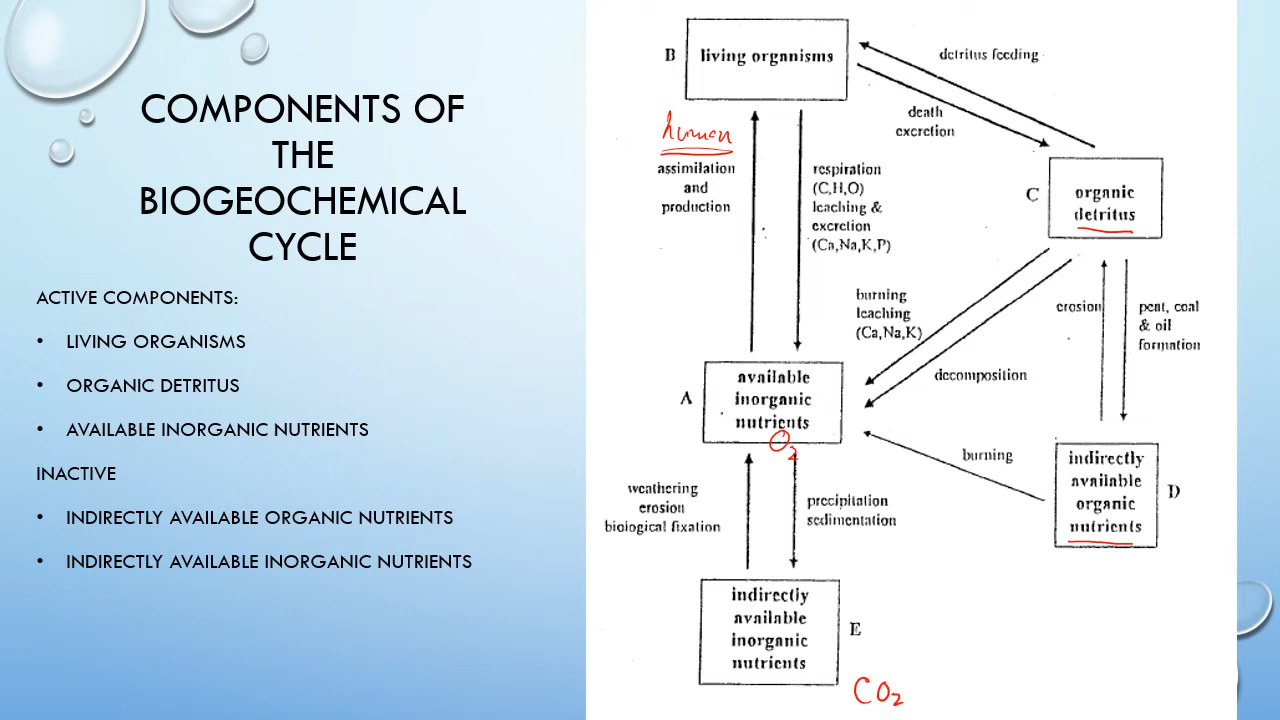 COMPONENTS OF
THE
BIOGEOCHEMICAL
CYCLE
ACTIVE COMPONENTS:
• LIVING ORGANISMS
• ORGANIC DETRITUS
• AVAILABLE INORGANIC NUTRIENTS
INACTIVE
• INDIRECTLY AVAILABLE ORGANIC NUTRIENTS
• INDIRECTLY AVAILABLE INORGANIC NUTRIENTS
B
living organisms
detritus feeding
death
excretion
human
assimilation
and
production
respiration
(C,H,O)
leaching &
excretion
(Ca,Na,K,P)
C
organic
detritus
burning
leaching
(Ca,Na,K)
erosion
peat, coal
& oil
formation
decomposition
A
available
inorganic
nutrients
O2
burning
indirectly
available
organic
nutrients
D
weathering
erosion
biological fixation
precipitation
sedimentation
indirectly
available
inorganic
nutrients
E
CO2